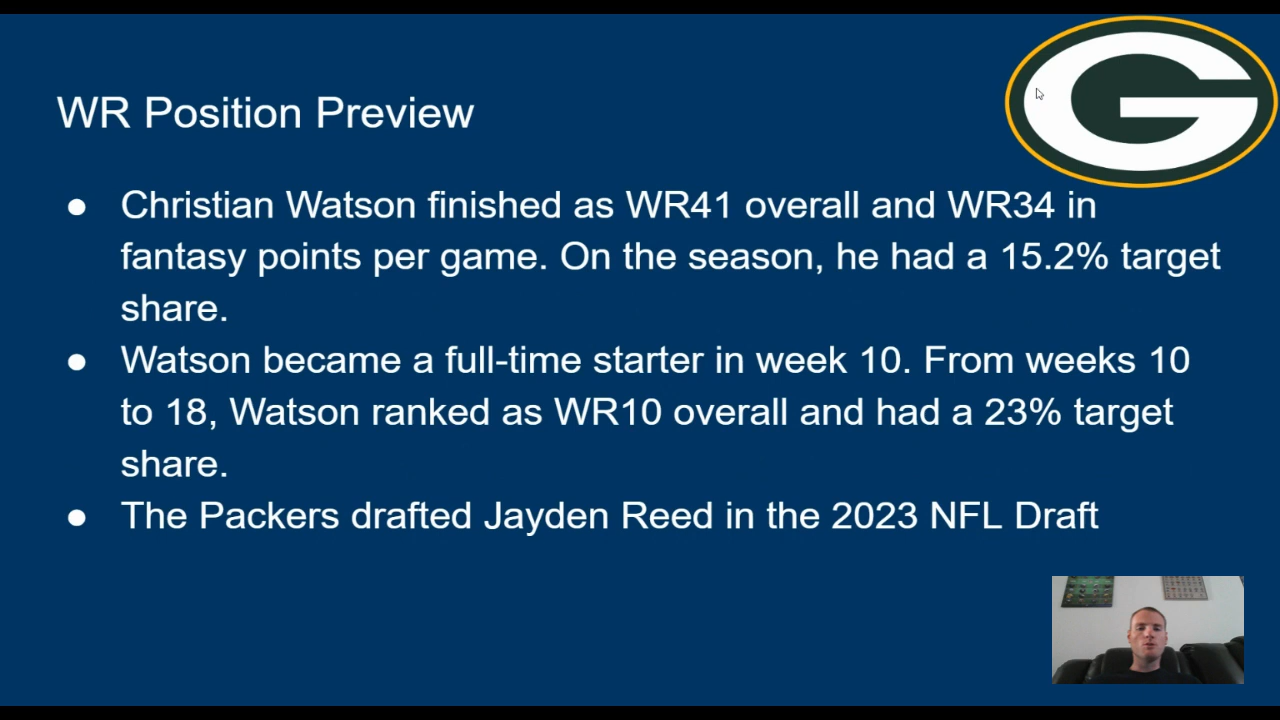 G
WR Position Preview
● Christian Watson finished as WR41 overall and WR34 in
fantasy points per game. On the season, he had a 15.2% target
share.
● Watson became a full-time starter in week 10. From weeks 10
to 18, Watson ranked as WR10 overall and had a 23% target
share.
● The Packers drafted Jayden Reed in the 2023 NFL Draft